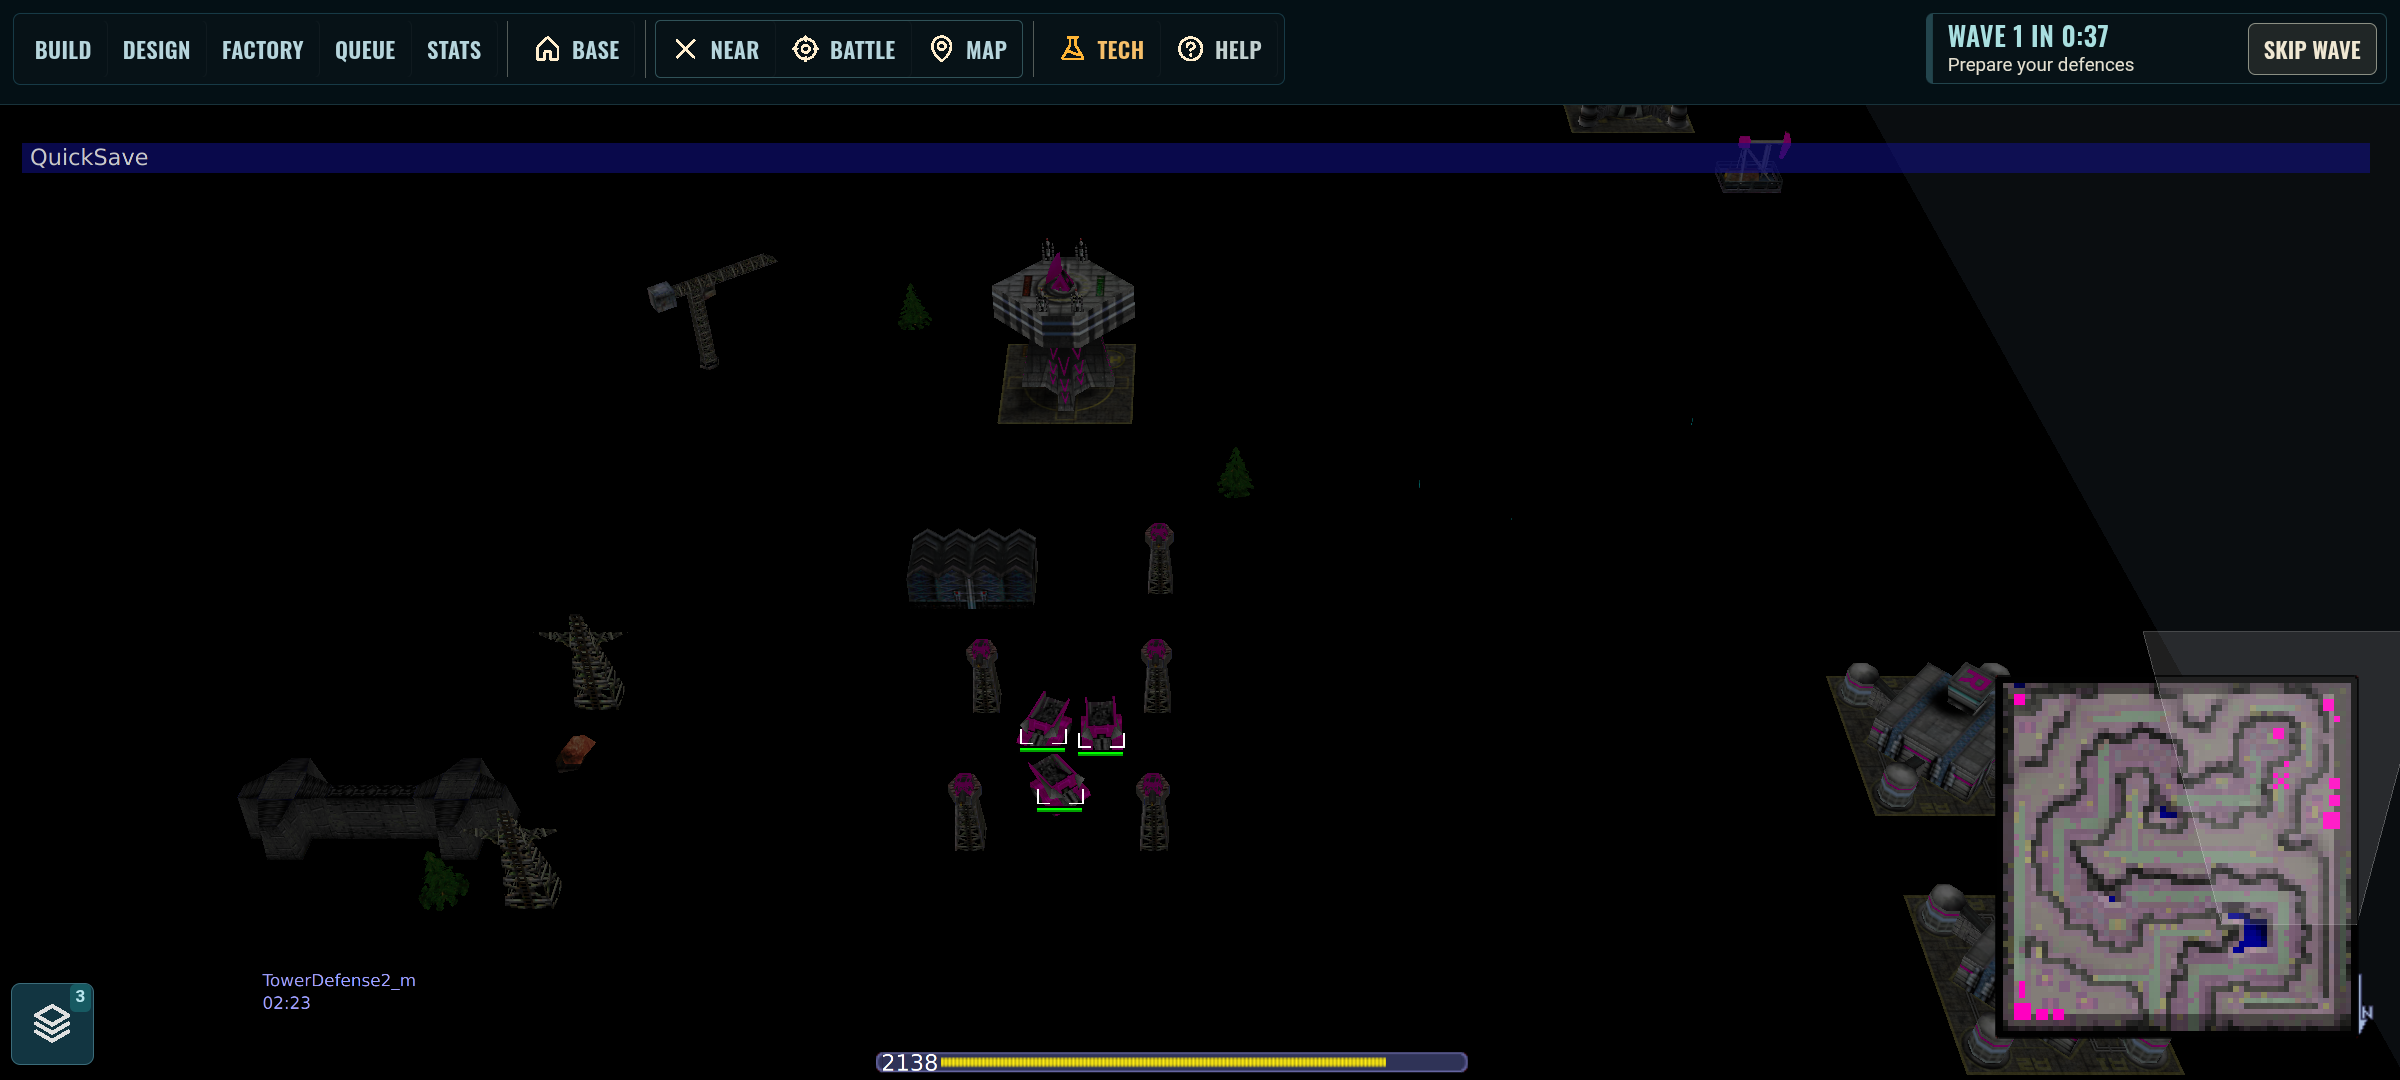 BUILD DESIGN FACTORY QUEUE STATS BASE NEAR BATTLE MAP TECH HELP
WAVE 1 IN 0:37
Prepare your defences
SKIP WAVE
QuickSave
TowerDefense2_m
02:23
3
2138
N